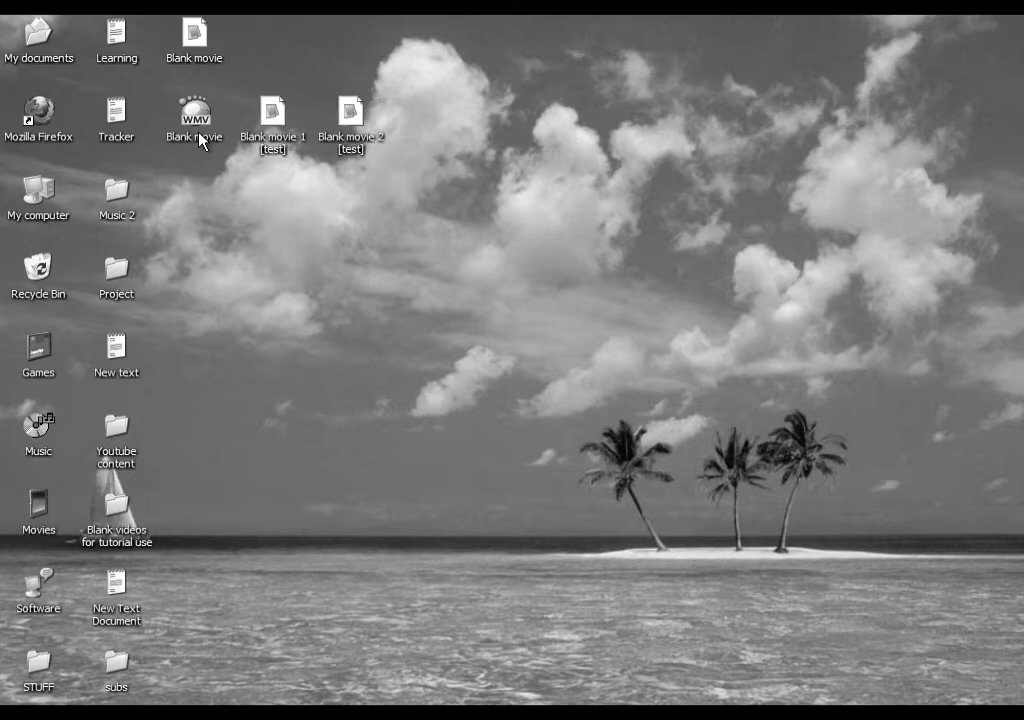 My documents
Learning
Blank movie
Mozilla Firefox
Tracker
WMV
Blank movie
Blank movie 1
[test]
Blank movie 2
[test]
My computer
Music 2
Recycle Bin
Project
Games
New text
Music
Youtube
content
Movies
Blank videos
for tutorial use
Software
New Text
Document
STUFF
subs